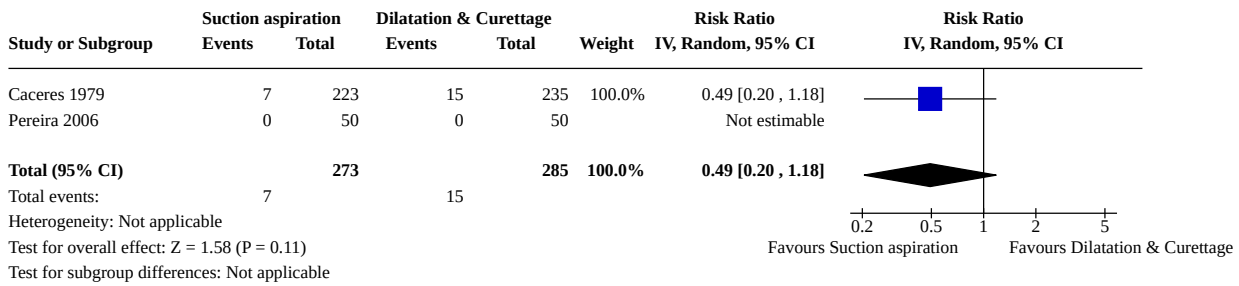 Suction aspiration Dilatation & Curettage Risk Ratio Risk Ratio
Study or Subgroup Events Total Events Total Weight IV, Random, 95% CI IV, Random, 95% CI
Caceres 1979 7 223 15 235 100.0% 0.49 [0.20 , 1.18]
Pereira 2006 0 50 0 50 Not estimable
Total (95% CI) 273 285 100.0% 0.49 [0.20 , 1.18]
Total events: 7 15
Heterogeneity: Not applicable
0.2 0.5 1 2 5
Test for overall effect: Z = 1.58 (P = 0.11) Favours Suction aspiration Favours Dilatation & Curettage
Test for subgroup differences: Not applicable